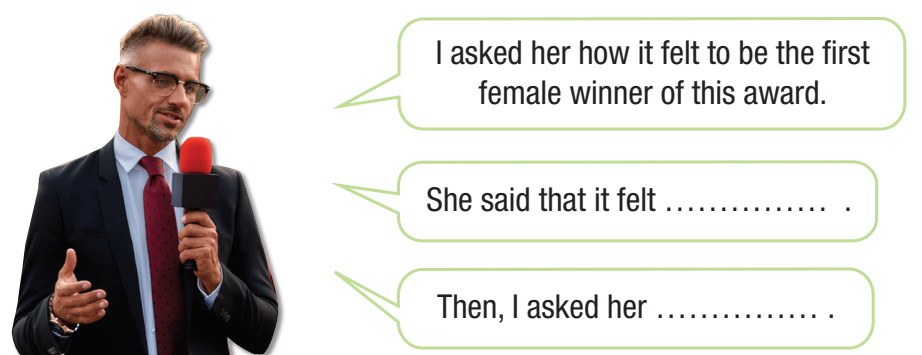 I asked her how it felt to be the first
female winner of this award.
She said that it felt ............... .
Then, I asked her ............... .